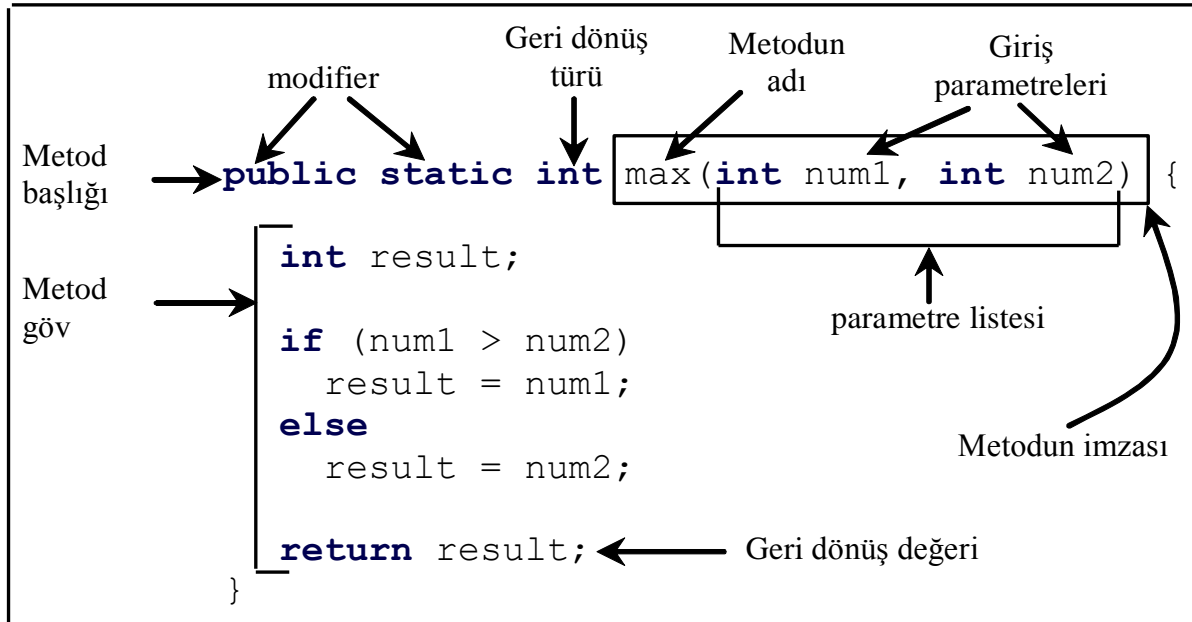 Geri dönüş
türü
Metodun
adı
Giriş
parametreleri
modifier
Metod
başlığı
public static int max(int num1, int num2) {
int result;
Metod
göv
parametre listesi
if (num1 > num2)
result = num1;
else
Metodun imzası
result = num2;
return result;
Geri dönüş değeri
}